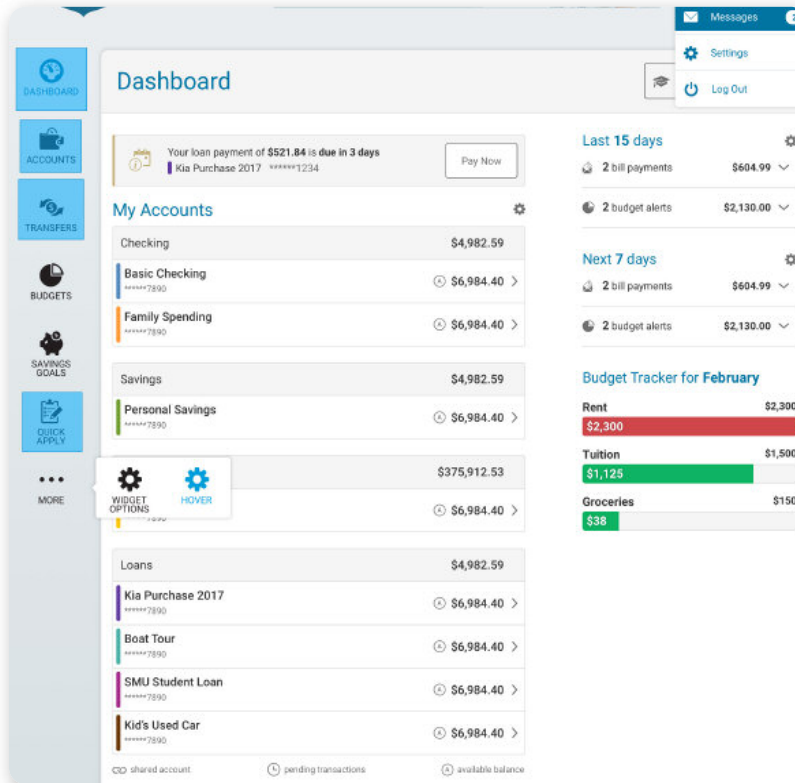 Messages
Settings
Log Out
DASHBOARD
ACCOUNTS
TRANSFERS
BUDGETS
SAVINGS
GOALS
QUICK
APPLY
MORE
WIDGET
OPTIONS
HOVER
Dashboard
Your loan payment of $521.84 is due in 3 days
Kia Purchase 2017 ******1234
Pay Now
My Accounts
Checking $4,982.59
Basic Checking
******7890
$6,984.40
Family Spending
******7890
$6,984.40
Savings $4,982.59
Personal Savings
******7890
$6,984.40
$375,912.53
$6,984.40
Loans $4,982.59
Kia Purchase 2017
******7890
$6,984.40
Boat Tour
******7890
$6,984.40
SMU Student Loan
******7890
$6,984.40
Kid's Used Car
******7890
$6,984.40
shared account pending transactions A available balance
Last 15 days
2 bill payments $604.99
2 budget alerts $2,130.00
Next 7 days
2 bill payments $604.99
2 budget alerts $2,130.00
Budget Tracker for February
Rent $2,300
$2,300
Tuition $1,500
$1,125
Groceries $150
$38